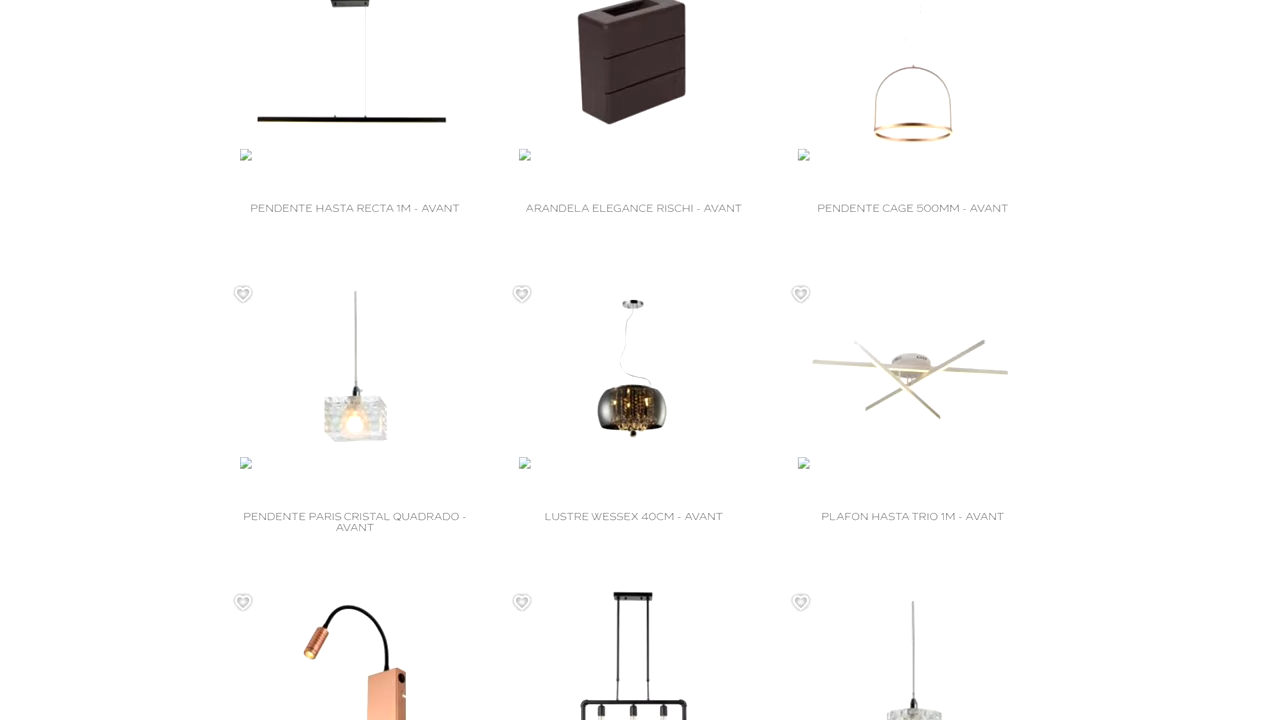 PENDENTE HASTA RECTA 1M - AVANT
ARANDELA ELEGANCE RISCHI - AVANT
PENDENTE CAGE 500MM - AVANT
PENDENTE PARIS CRISTAL QUADRADO -
AVANT
LUSTRE WESSEX 40CM - AVANT
PLAFON HASTA TRIO 1M - AVANT